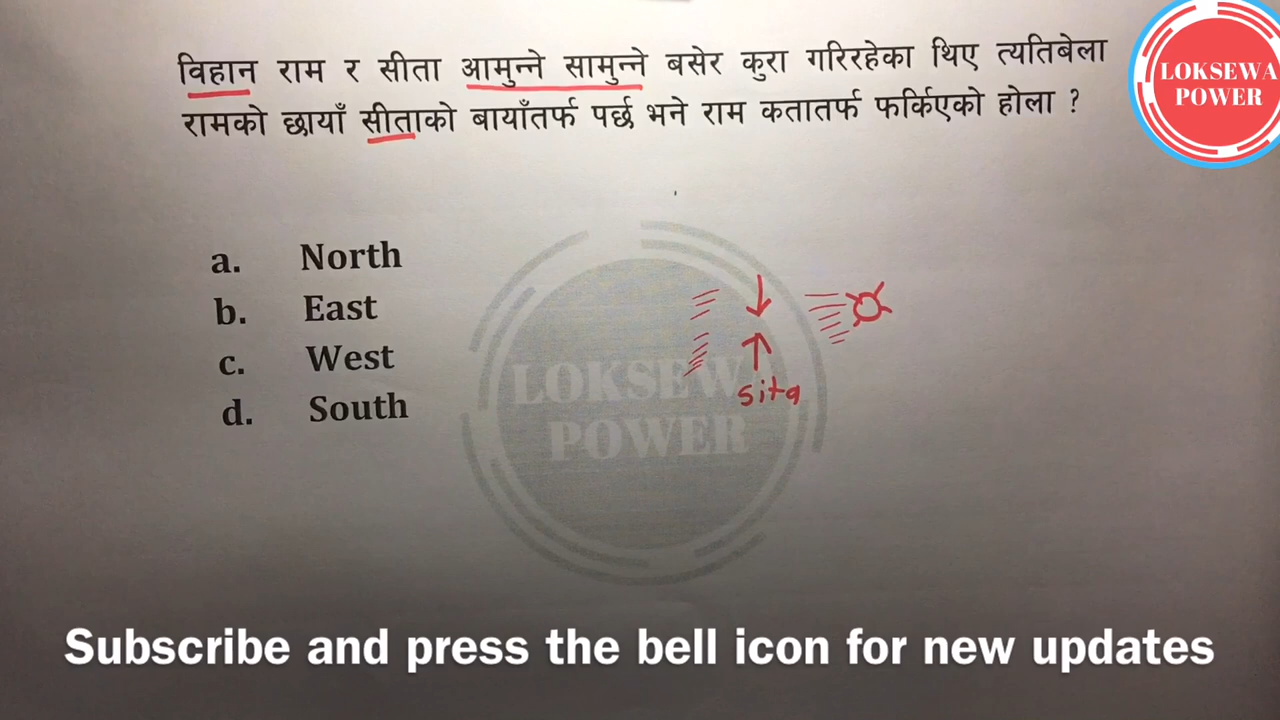 विहान राम र सीता आमुन्ने सामुन्ने बसेर कुरा गरिरहेका थिए त्यतिबेला
रामको छायाँ सीताको बायाँतर्फ पर्छ भने राम कतातर्फ फर्किएको होला ?
LOKSEWA
POWER
a. North
b. East
c. West
d. South
sita
LOKSEWA
POWER
Subscribe and press the bell icon for new updates